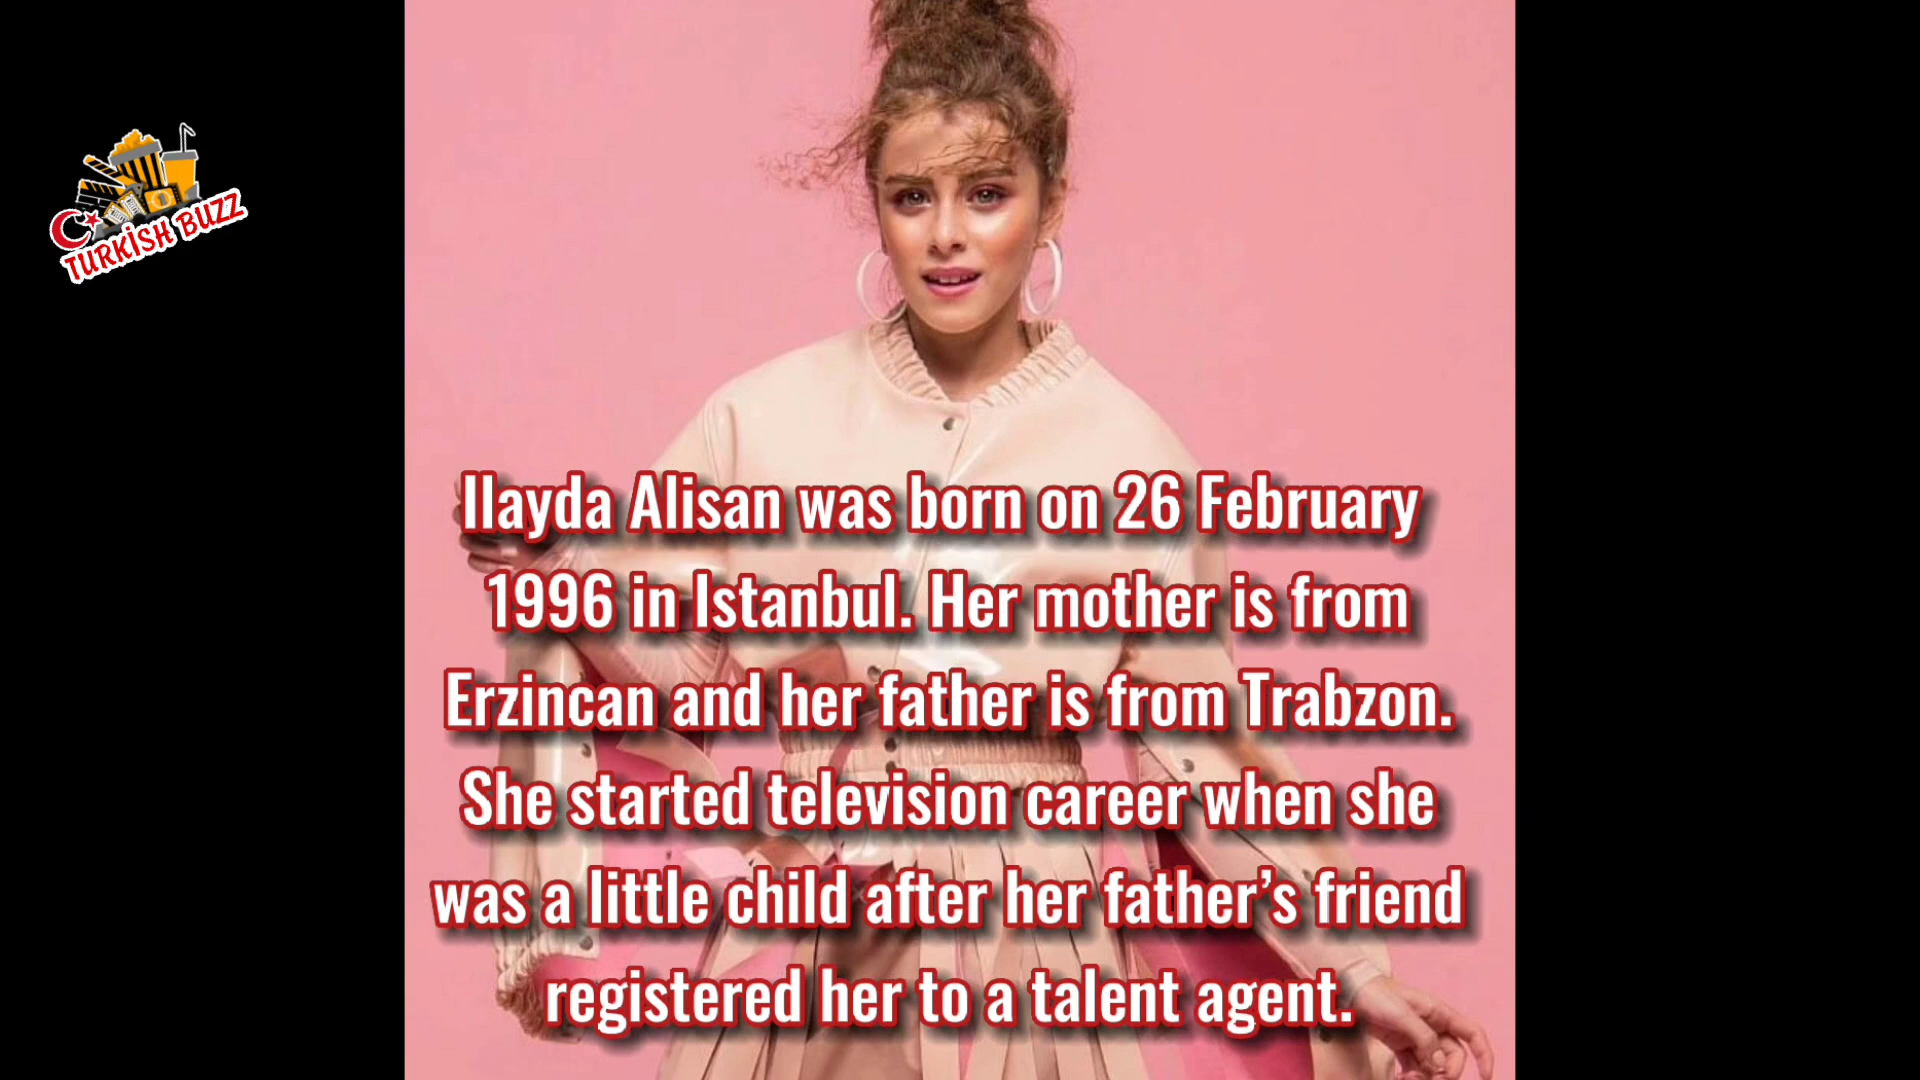 TURKİSH BUZZ
Ilayda Alisan was born on 26 February
1996 in Istanbul. Her mother is from
Erzincan and her father is from Trabzon.
She started television career when she
was a little child after her father’s friend
registered her to a talent agent.